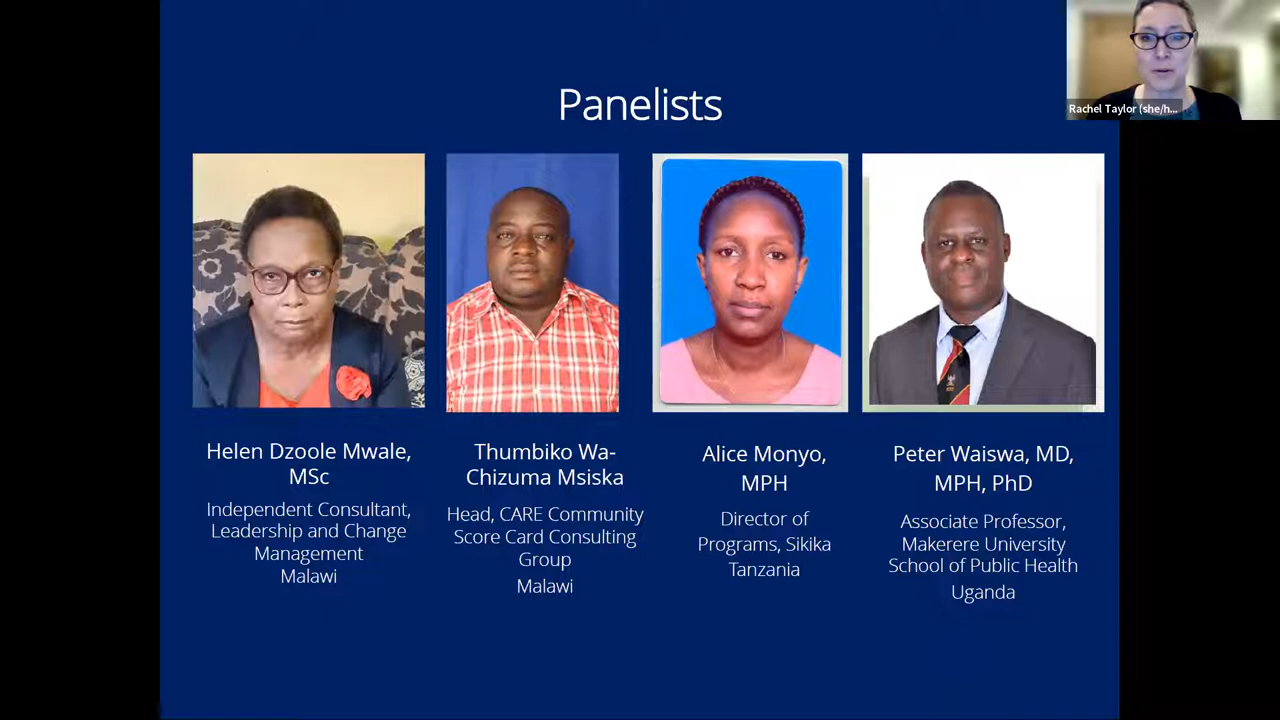 Rachel Taylor (she/h...
Panelists
Helen Dzoole Mwale,
MSc
Independent Consultant,
Leadership and Change
Management
Malawi
Thumbiko Wa-
Chizuma Msiska
Head, CARE Community
Score Card Consulting
Group
Malawi
Alice Monyo,
MPH
Director of
Programs, Sikika
Tanzania
Peter Waiswa, MD,
MPH, PhD
Associate Professor,
Makerere University
School of Public Health
Uganda